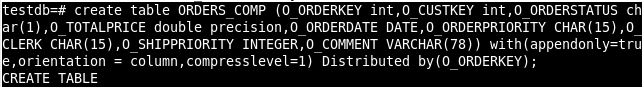 testdb=# create table ORDERS_COMP (O_ORDERKEY int,O_CUSTKEY int,O_ORDERSTATUS ch
ar(1),O_TOTALPRICE double precision,O_ORDERDATE DATE,O_ORDERPRIORITY CHAR(15),O_
CLERK CHAR(15),O_SHIPPRIORITY INTEGER,O_COMMENT VARCHAR(78)) with(appendonly=tru
e,orientation = column,compresslevel=1) Distributed by(O_ORDERKEY);
CREATE TABLE